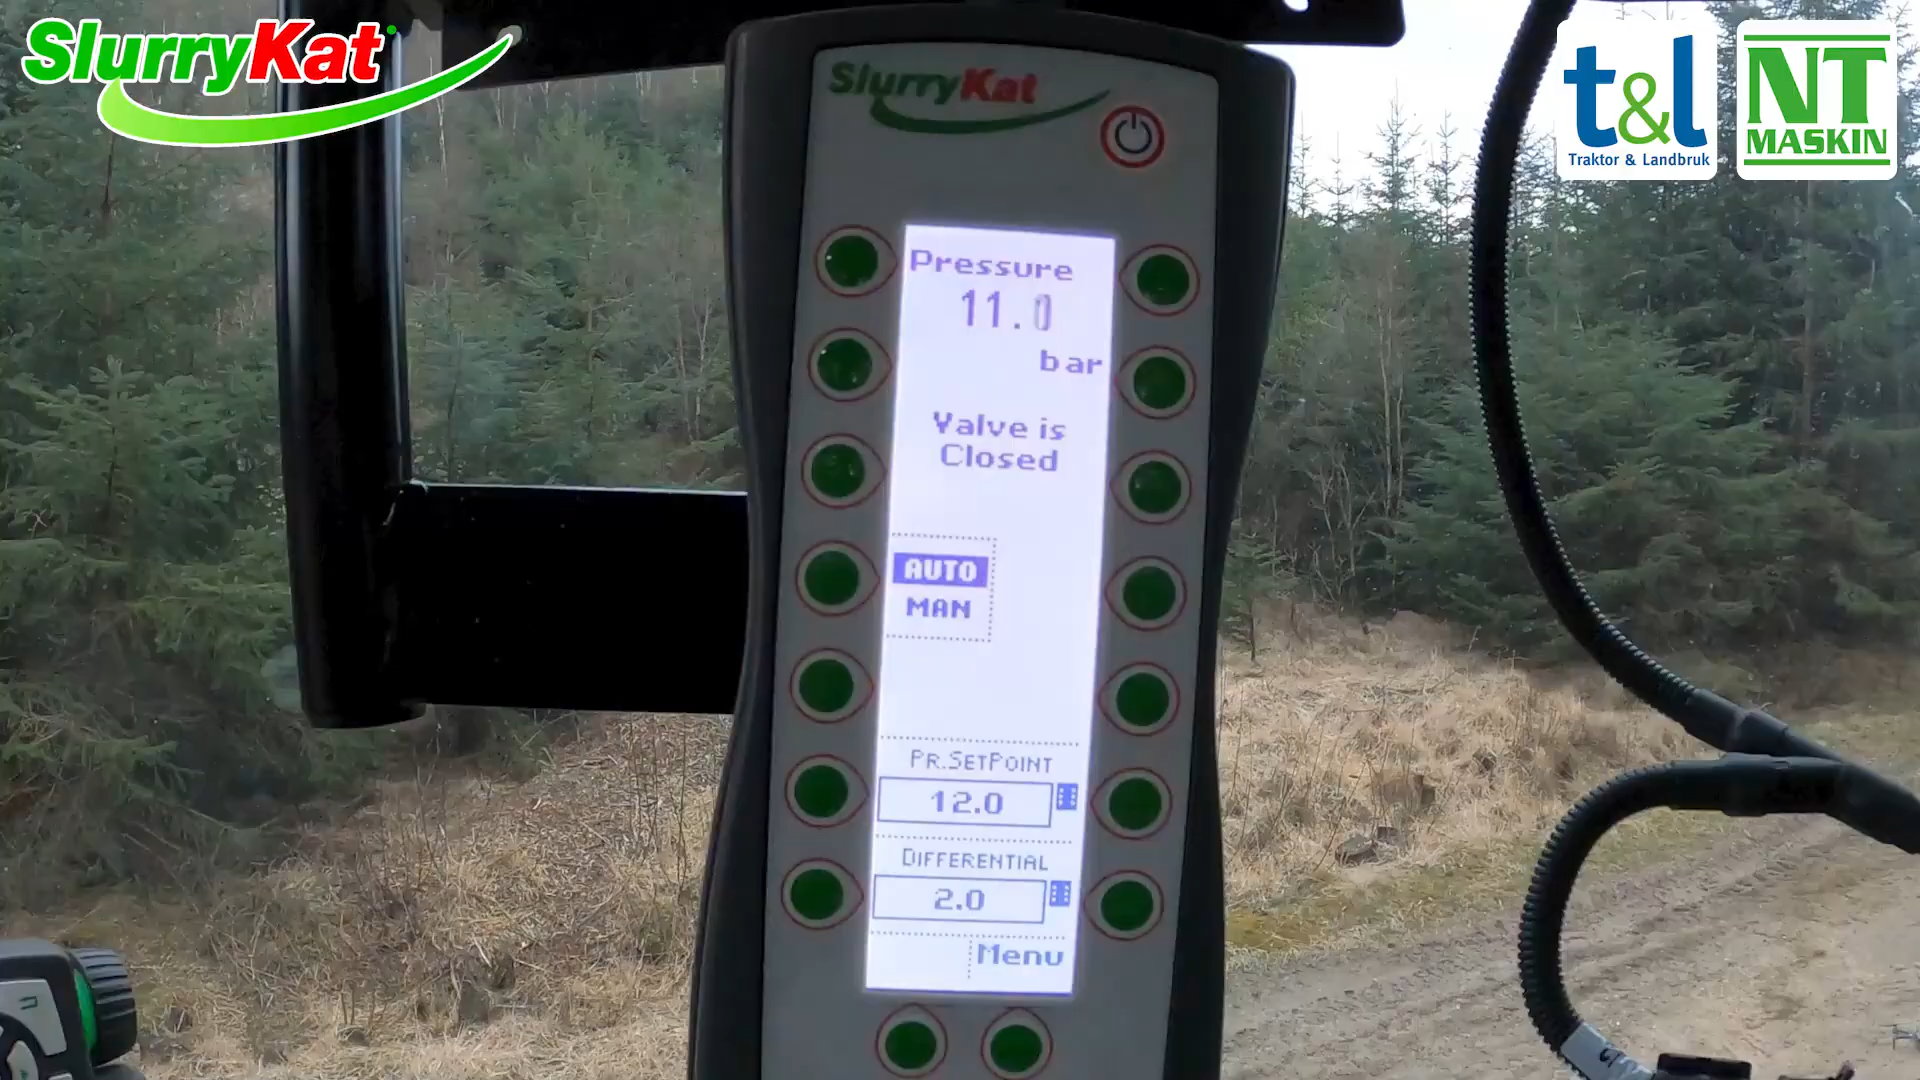 SlurryKat
t&l
Traktor & Landbruk
NT
MASKIN
SlurryKat
Pressure
11.0
bar
Valve is
Closed
AUTO
MAN
PR.SETPOINT
12.0
DIFFERENTIAL
2.0
Menu